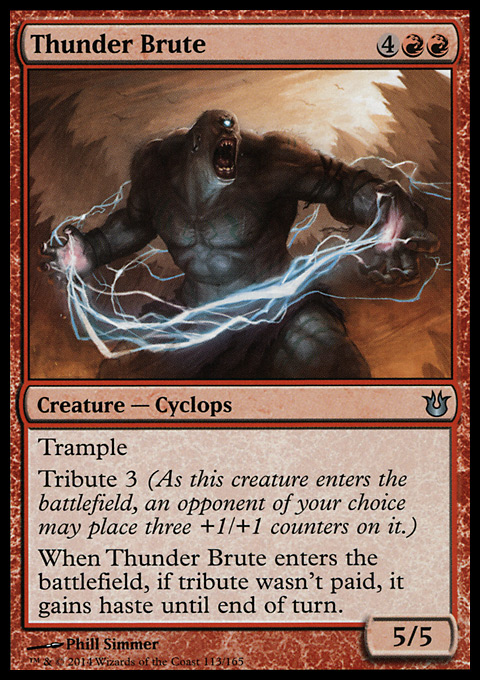 Thunder Brute 4
Creature — Cyclops
Trample
Tribute 3 (As this creature enters the
battlefield, an opponent of your choice
may place three +1/+1 counters on it.)
When Thunder Brute enters the
battlefield, if tribute wasn't paid, it
gains haste until end of turn.
5/5
Phill Simmer
™ & © 2014 Wizards of the Coast 113/165